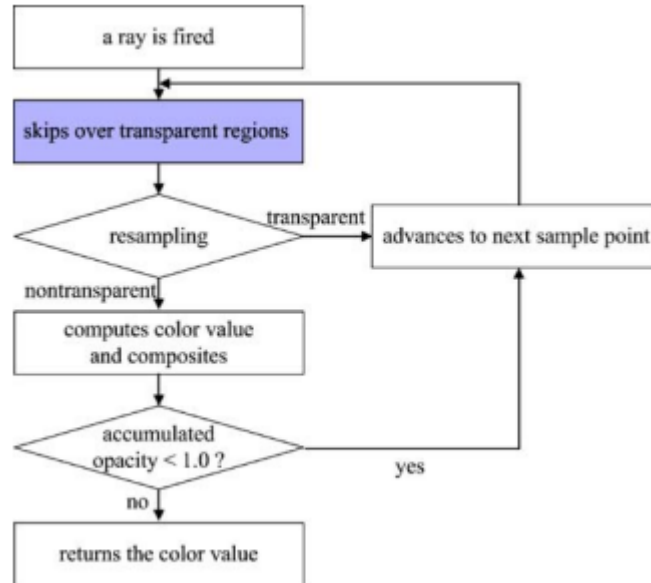 a ray is fired
skips over transparent regions
resampling
transparent
advances to next sample point
nontransparent
computes color value
and composites
accumulated
opacity < 1.0 ?
yes
no
returns the color value